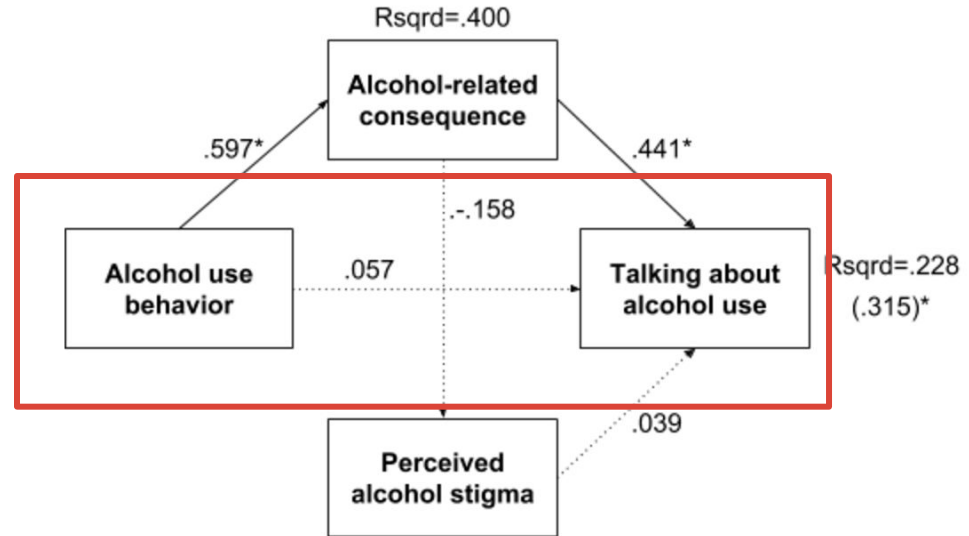 Rsqrd=.400
Alcohol-related
consequence
.597*
.441*
.-.158
Alcohol use
behavior
.057
Talking about
alcohol use
Rsqrd=.228
(.315)*
.039
Perceived
alcohol stigma